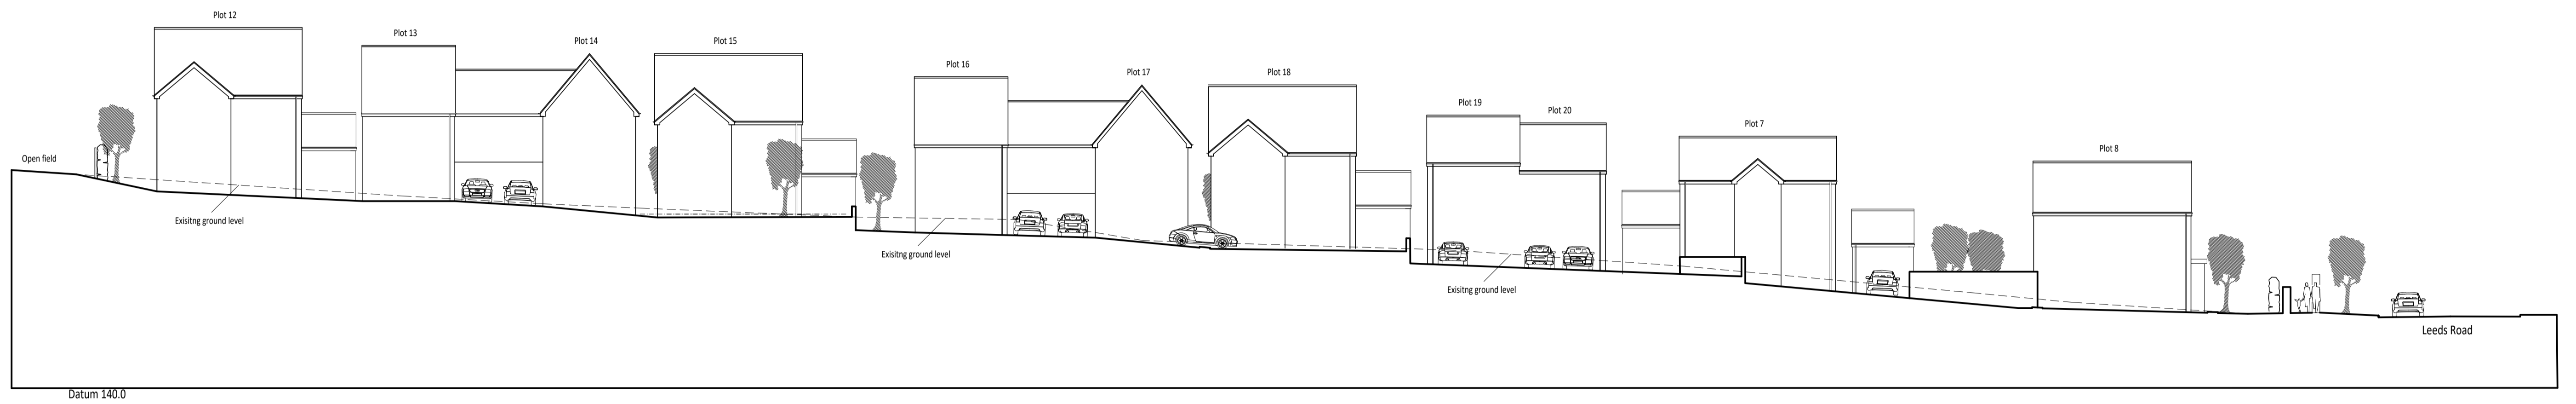 Plot 12
Plot 13
Plot 14
Plot 15
Plot 16
Plot 17
Plot 18
Plot 19
Plot 20
Plot 7
Plot 8
Open field
Exisitng ground level
Exisitng ground level
Exisitng ground level
Leeds Road
Datum 140.0